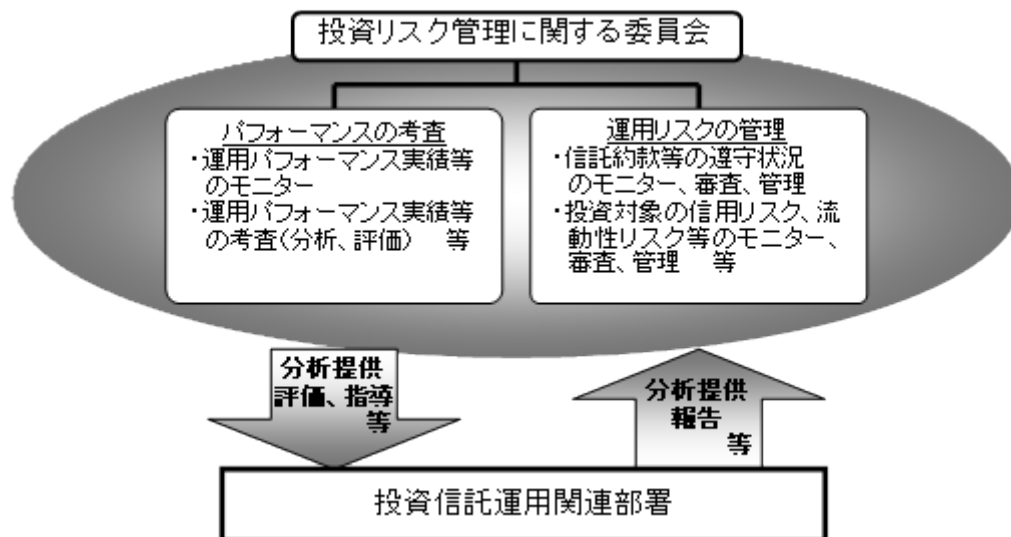 投資リスク管理に関する委員会
パフォーマンスの考査
・運用パフォーマンス実績等
のモニター
・運用パフォーマンス実績等
の考査(分析、評価) 等
運用リスクの管理
・信託約款等の遵守状況
のモニター、審査、管理
・投資対象の信用リスク、流
動性リスク等のモニター、
審査、管理 等
分析提供
評価、指導
等
分析提供
報告
等
投資信託運用関連部署